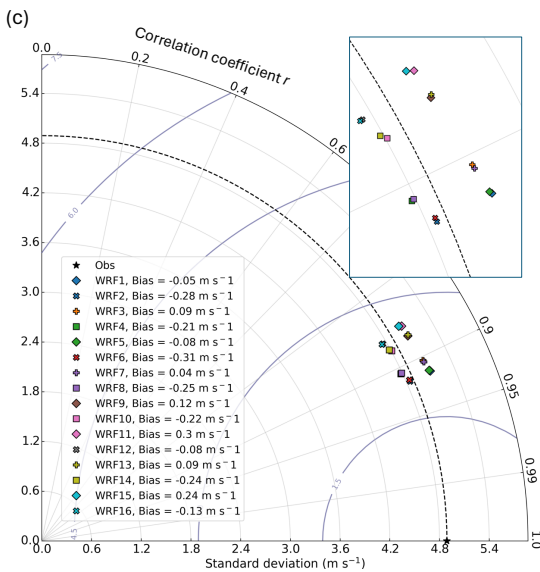 (c)
Correlation coefficient r
0.0
0.2
0.4
0.6
0.9
0.95
0.99
1.0
5.4
4.8
4.2
3.6
3.0
2.4
1.8
1.2
0.6
0.0
7.5
6.0
4.5
1.5
Obs
WRF1, Bias = -0.05 m s⁻¹
WRF2, Bias = -0.28 m s⁻¹
WRF3, Bias = 0.09 m s⁻¹
WRF4, Bias = -0.21 m s⁻¹
WRF5, Bias = -0.08 m s⁻¹
WRF6, Bias = -0.31 m s⁻¹
WRF7, Bias = 0.04 m s⁻¹
WRF8, Bias = -0.25 m s⁻¹
WRF9, Bias = 0.12 m s⁻¹
WRF10, Bias = -0.22 m s⁻¹
WRF11, Bias = 0.3 m s⁻¹
WRF12, Bias = -0.08 m s⁻¹
WRF13, Bias = 0.09 m s⁻¹
WRF14, Bias = -0.24 m s⁻¹
WRF15, Bias = 0.24 m s⁻¹
WRF16, Bias = -0.13 m s⁻¹
0.0 0.6 1.2 1.8 2.4 3.0 3.6 4.2 4.8 5.4
Standard deviation (m s⁻¹)